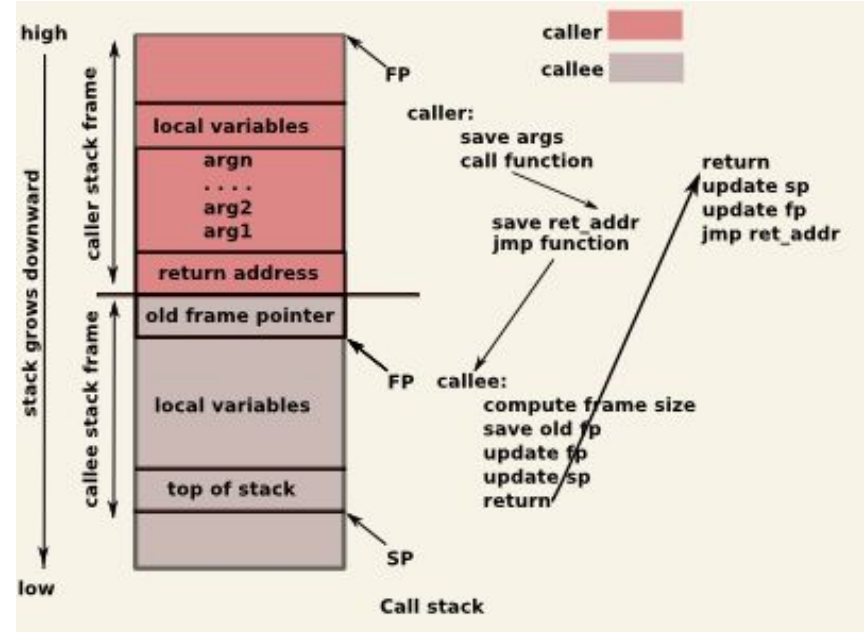 high
stack grows downward
low
caller stack frame
callee stack frame
local variables
argn
. . . .
arg2
arg1
return address
old frame pointer
local variables
top of stack
FP
FP
SP
caller
callee
caller:
save args
call function
save ret_addr
jmp function
callee:
compute frame size
save old fp
update fp
update sp
return
return
update sp
update fp
jmp ret_addr
Call stack